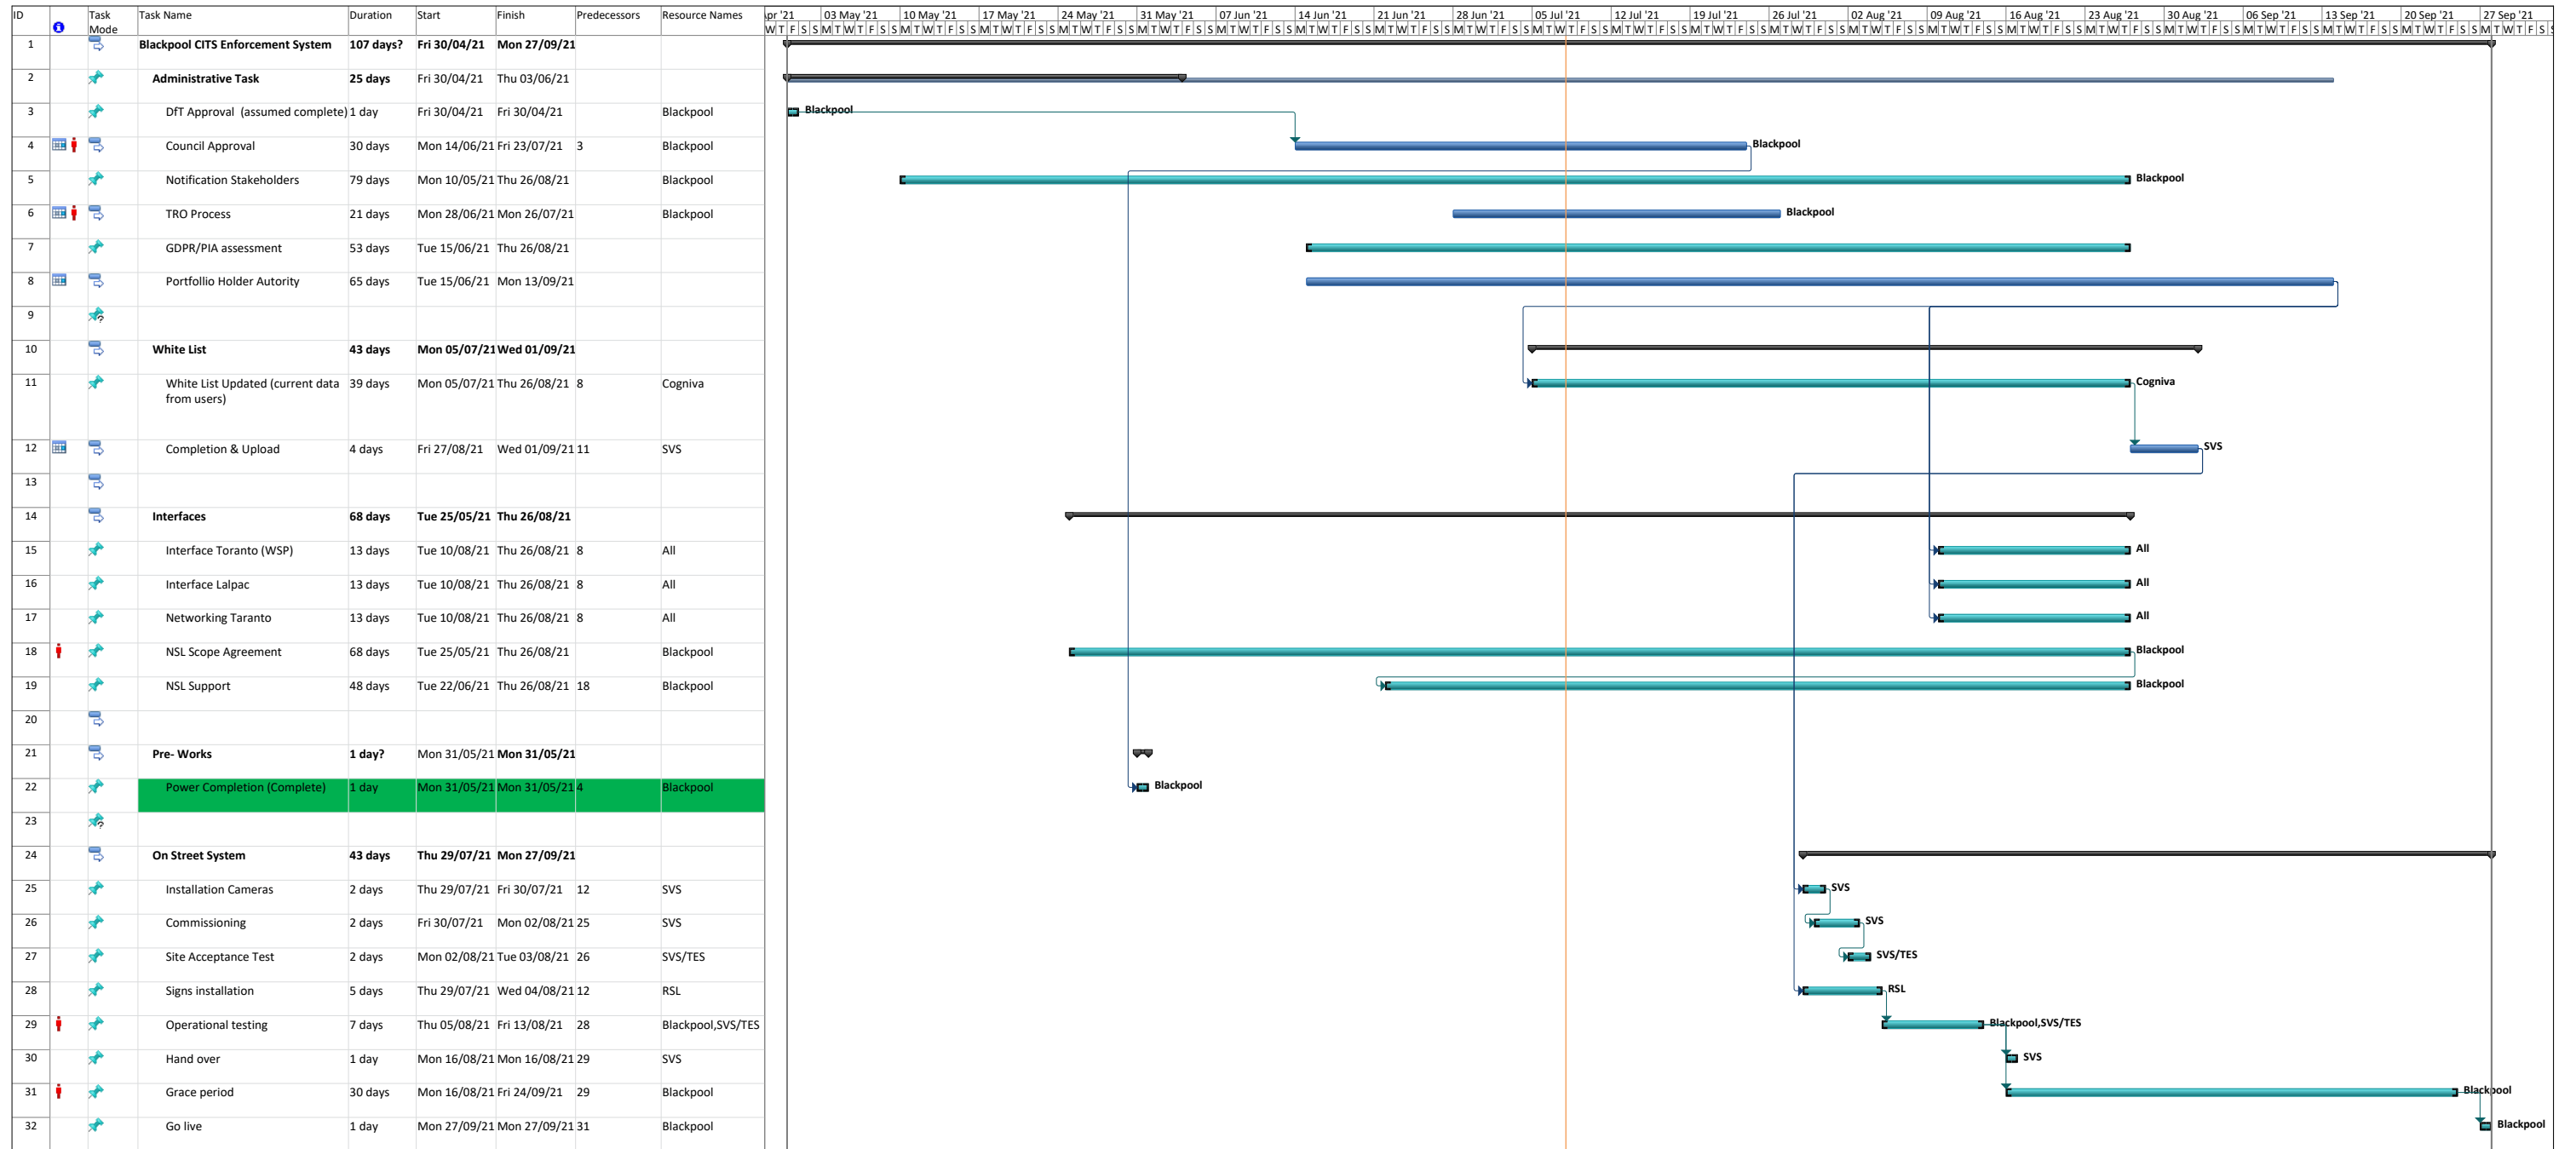 ID Task Mode Task Name Duration Start Finish Predecessors Resource Names
Apr '21 03 May '21 10 May '21 17 May '21 24 May '21 31 May '21 07 Jun '21 14 Jun '21 21 Jun '21 28 Jun '21 05 Jul '21 12 Jul '21 19 Jul '21 26 Jul '21 02 Aug '21 09 Aug '21 16 Aug '21 23 Aug '21 30 Aug '21 06 Sep '21 13 Sep '21 20 Sep '21 27 Sep '21
W T F S S M T W T F S S M T W T F S S M T W T F S S M T W T F S S M T W T F S S M T W T F S S M T W T F S S M T W T F S S M T W T F S S M T W T F S S M T W T F S S M T W T F S S M T W T F S S M T W T F S S M T W T F S S M T W T F S S M T W T F S S M T W T F S S M T W T F S S M T W T F S S M T W T F S S M T W T F S S
1 Blackpool CITS Enforcement System 107 days? Fri 30/04/21 Mon 27/09/21
2 Administrative Task 25 days Fri 30/04/21 Thu 03/06/21
3 DfT Approval (assumed complete) 1 day Fri 30/04/21 Fri 30/04/21 Blackpool Blackpool
4 Council Approval 30 days Mon 14/06/21 Fri 23/07/21 3 Blackpool Blackpool
5 Notification Stakeholders 79 days Mon 10/05/21 Thu 26/08/21 Blackpool Blackpool
6 TRO Process 21 days Mon 28/06/21 Mon 26/07/21 Blackpool Blackpool
7 GDPR/PIA assessment 53 days Tue 15/06/21 Thu 26/08/21
8 Portfollio Holder Autority 65 days Tue 15/06/21 Mon 13/09/21
9
10 White List 43 days Mon 05/07/21 Wed 01/09/21
11 White List Updated (current data 39 days Mon 05/07/21 Thu 26/08/21 8 Cogniva Cogniva
from users)
12 Completion & Upload 4 days Fri 27/08/21 Wed 01/09/21 11 SVS SVS
13
14 Interfaces 68 days Tue 25/05/21 Thu 26/08/21
15 Interface Toranto (WSP) 13 days Tue 10/08/21 Thu 26/08/21 8 All All
16 Interface Lalpac 13 days Tue 10/08/21 Thu 26/08/21 8 All All
17 Networking Taranto 13 days Tue 10/08/21 Thu 26/08/21 8 All All
18 NSL Scope Agreement 68 days Tue 25/05/21 Thu 26/08/21 Blackpool Blackpool
19 NSL Support 48 days Tue 22/06/21 Thu 26/08/21 18 Blackpool Blackpool
20
21 Pre- Works 1 day? Mon 31/05/21 Mon 31/05/21
22 Power Completion (Complete) 1 day Mon 31/05/21 Mon 31/05/21 4 Blackpool Blackpool
23
24 On Street System 43 days Thu 29/07/21 Mon 27/09/21
25 Installation Cameras 2 days Thu 29/07/21 Fri 30/07/21 12 SVS SVS
26 Commissioning 2 days Fri 30/07/21 Mon 02/08/21 25 SVS SVS
27 Site Acceptance Test 2 days Mon 02/08/21 Tue 03/08/21 26 SVS/TES SVS/TES
28 Signs installation 5 days Thu 29/07/21 Wed 04/08/21 12 RSL RSL
29 Operational testing 7 days Thu 05/08/21 Fri 13/08/21 28 Blackpool,SVS/TES Blackpool,SVS/TES
30 Hand over 1 day Mon 16/08/21 Mon 16/08/21 29 SVS SVS
31 Grace period 30 days Mon 16/08/21 Fri 24/09/21 29 Blackpool Blackpool
32 Go live 1 day Mon 27/09/21 Mon 27/09/21 31 Blackpool Blackpool